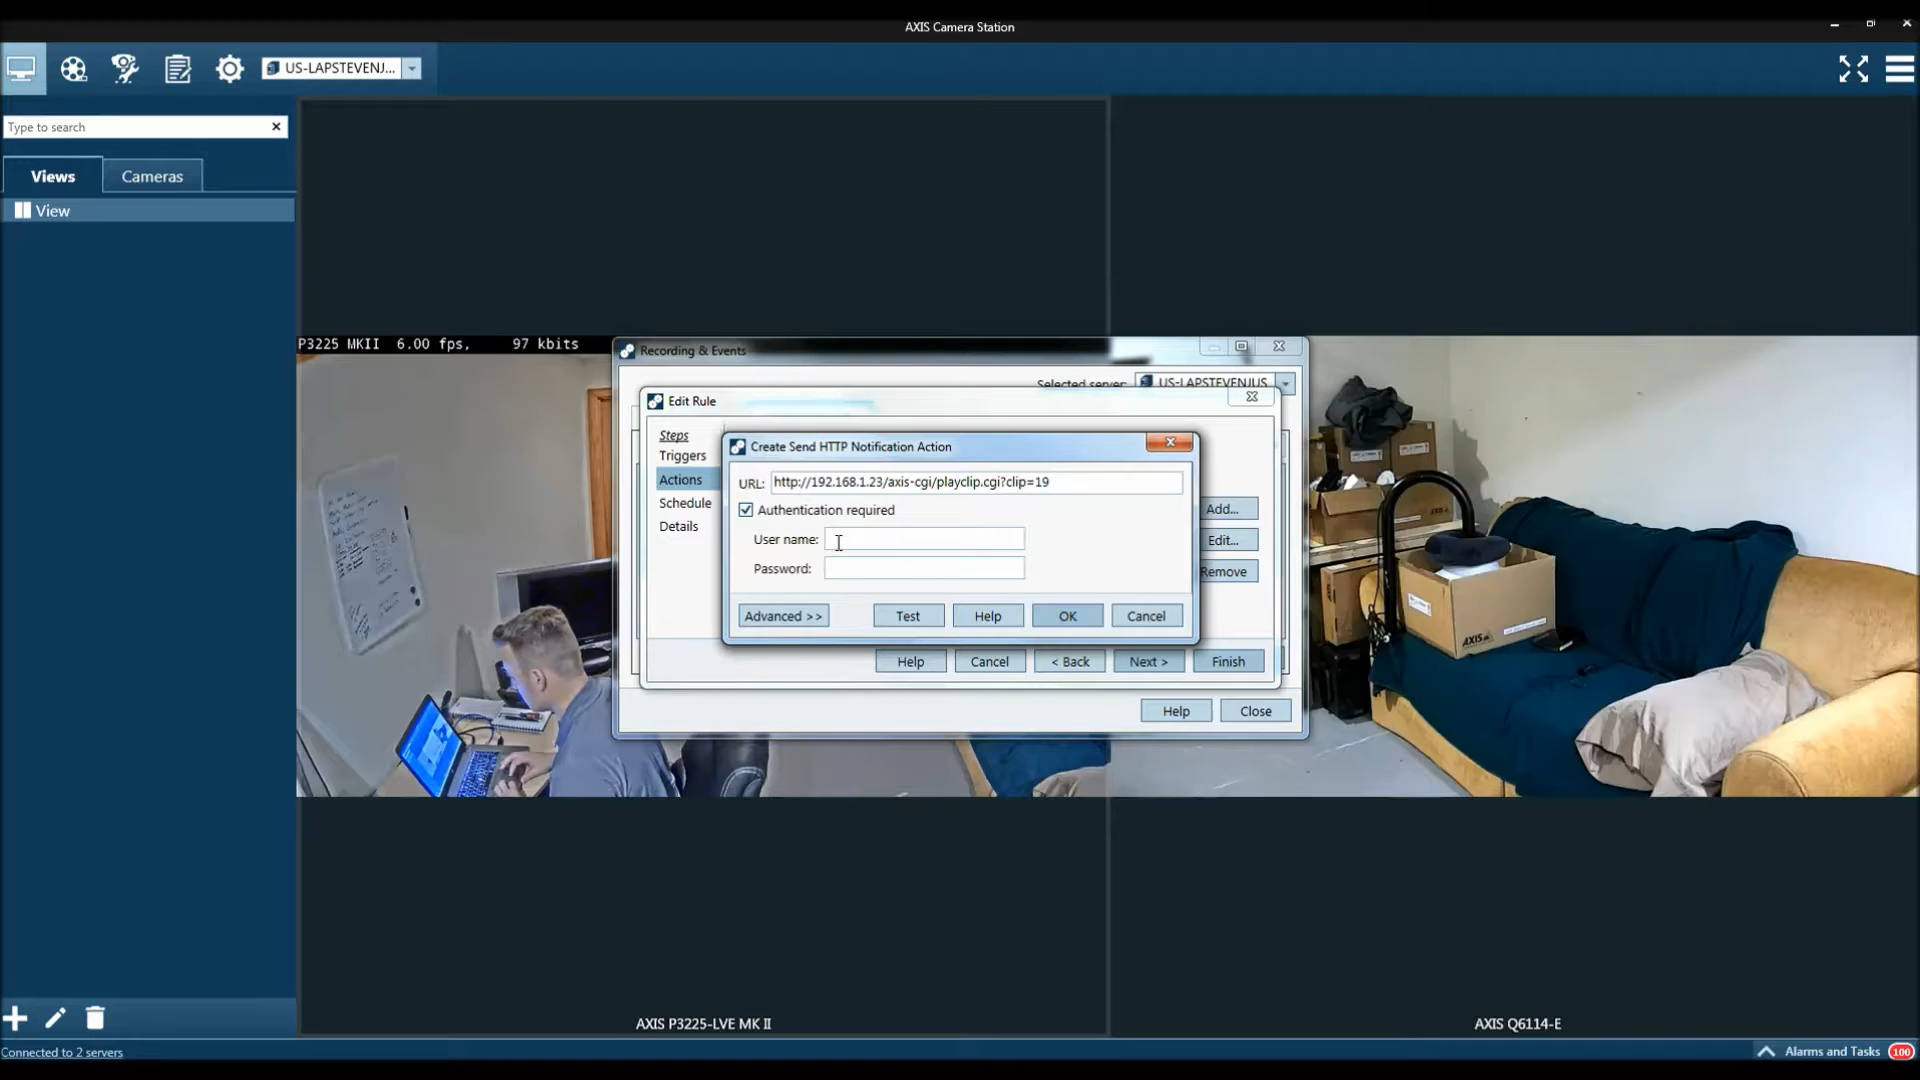 AXIS Camera Station
US-LAPSTEVENJ...
Type to search
Views
Cameras
View
P3225 MKII 6.00 fps, 97 kbits
Recording & Events
Selected server:
US-LAPSTEVENJUS
Edit Rule
Steps
Triggers
Actions
Schedule
Details
Create Send HTTP Notification Action
URL: http://192.168.1.23/axis-cgi/playclip.cgi?clip=19
Authentication required
User name:
Password:
Advanced >>
Test
Help
OK
Cancel
Add...
Edit...
Remove
Help
Cancel
< Back
Next >
Finish
Help
Close
AXIS
AXIS P3225-LVE MK II
AXIS Q6114-E
Connected to 2 servers
Alarms and Tasks 100